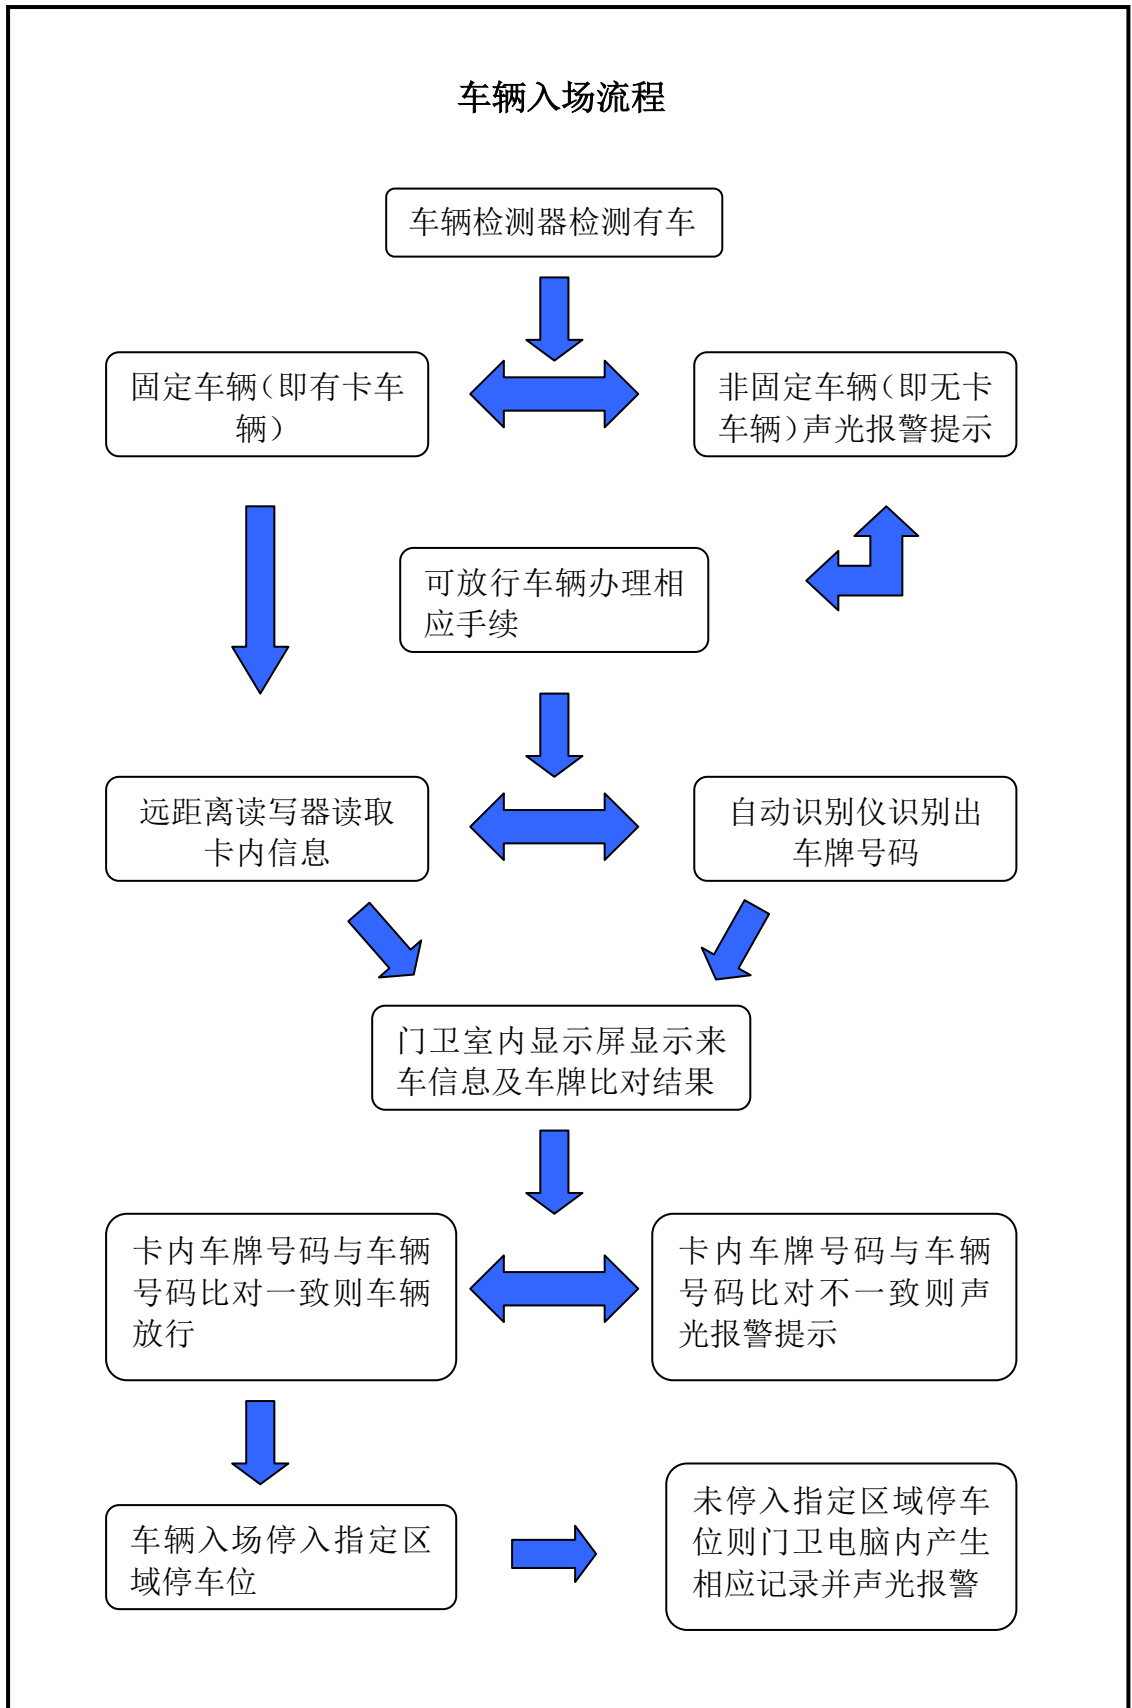 车辆入场流程
车辆检测器检测有车
固定车辆（即有卡车
辆）
非固定车辆（即无卡
车辆）声光报警提示
可放行车辆办理相
应手续
远距离读写器读取
卡内信息
自动识别仪识别出
车牌号码
门卫室内显示屏显示来
车信息及车牌比对结果
卡内车牌号码与车辆
号码比对一致则车辆
放行
卡内车牌号码与车辆
号码比对不一致则声
光报警提示
车辆入场停入指定区
域停车位
未停入指定区域停车
位则门卫电脑内产生
相应记录并声光报警